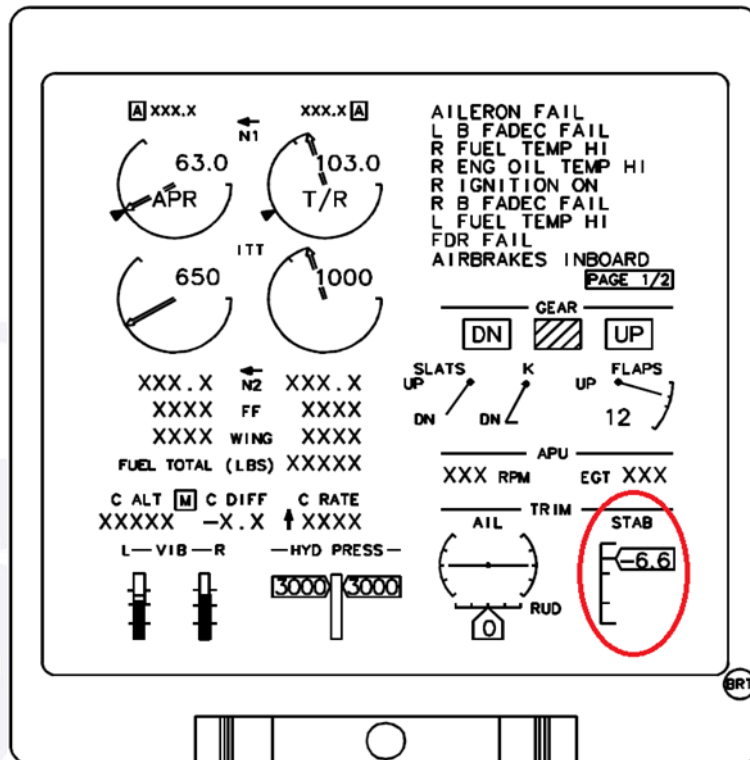 A XXX.X N1 XXX.X A
63.0 103.0
APR T/R
ITT
650 1000
XXX.X N2 XXX.X
XXXX FF XXXX
XXXX WING XXXX
FUEL TOTAL (LBS) XXXXX
C ALT M C DIFF C RATE
XXXXX -X.X XXXX
L VIB R HYD PRESS
3000 3000
AILERON FAIL
L B FADEC FAIL
R FUEL TEMP HI
R ENG OIL TEMP HI
R IGNITION ON
R B FADEC FAIL
L FUEL TEMP HI
FDR FAIL
AIRBRAKES INBOARD
PAGE 1/2
GEAR
DN UP
SLATS K FLAPS
UP UP
DN DN 12
APU
XXX RPM EGT XXX
TRIM
AIL STAB
-6.6
RUD
0
BRT